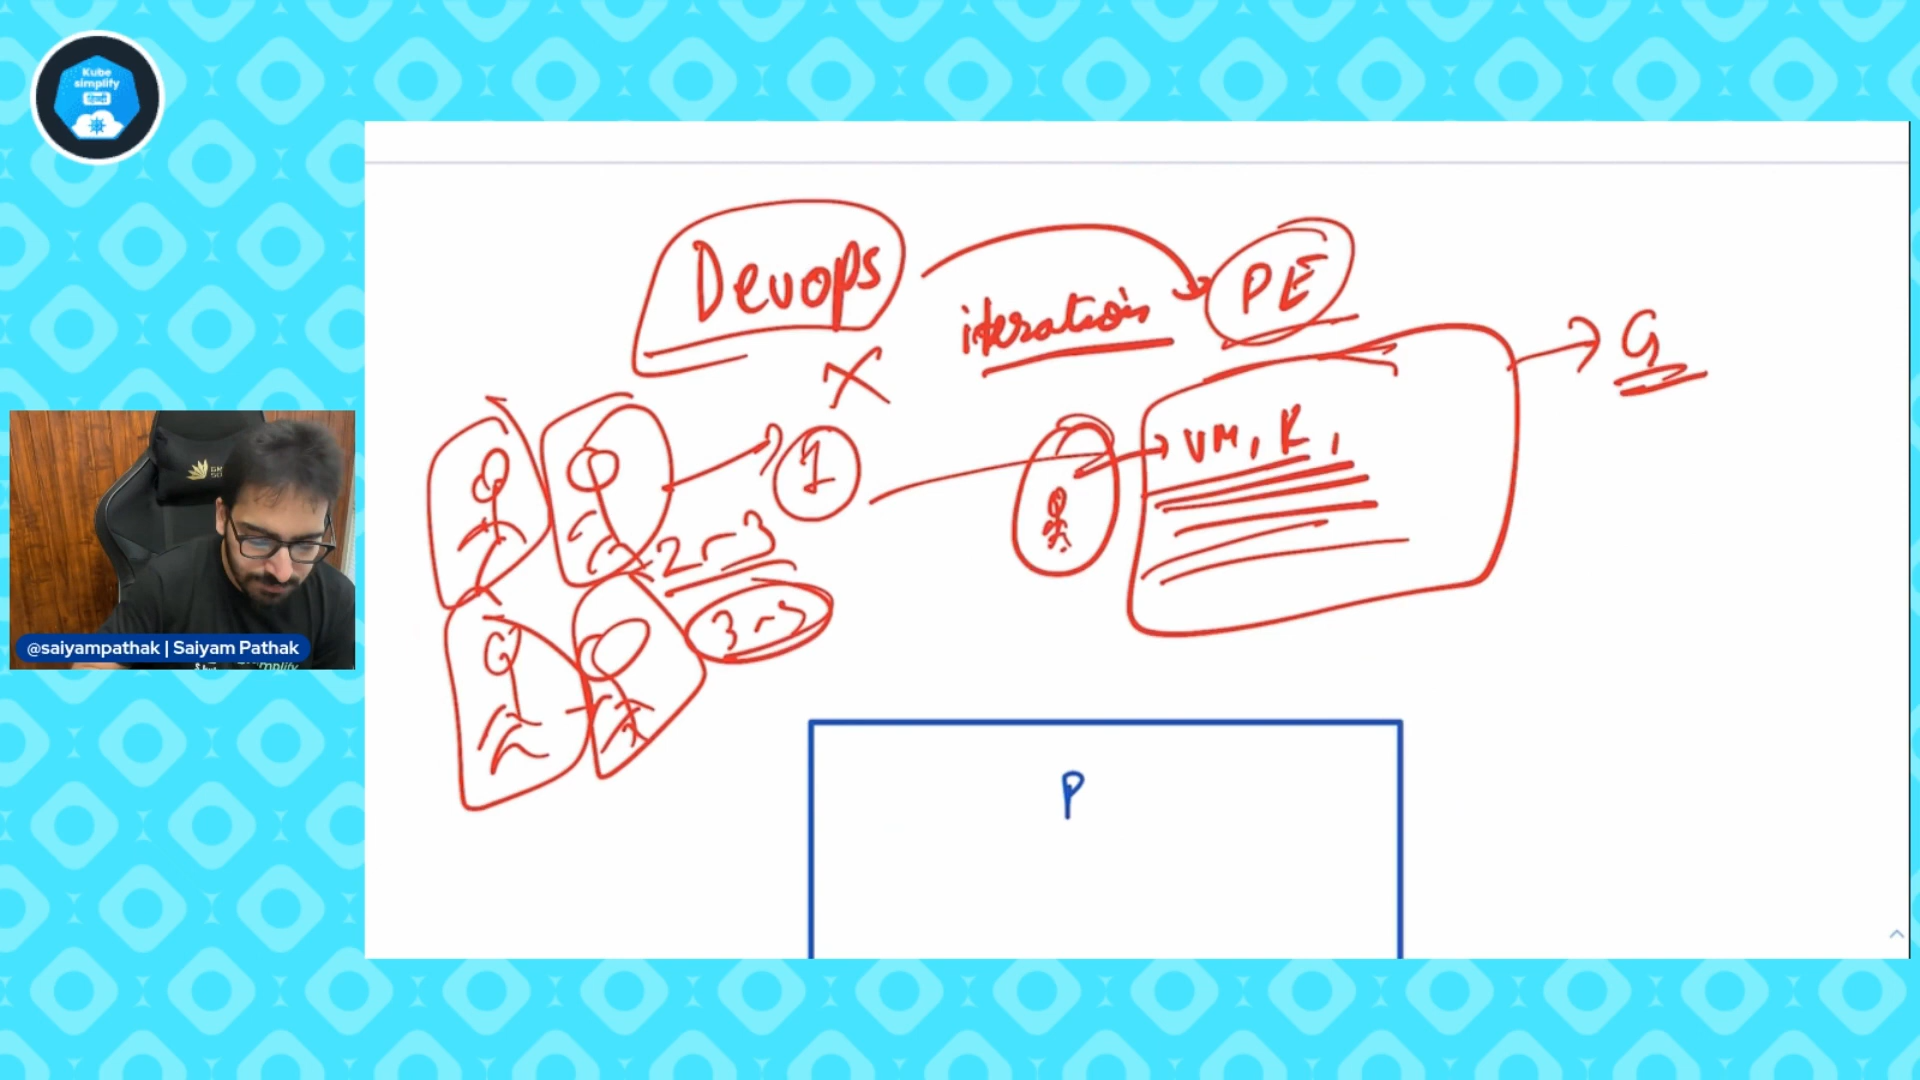 Kube
simplify
हिन्दी
Devops
PE
iteration
G
X
VM, K,
1
2-3
3-5
@saiyampathak | Saiyam Pathak
P